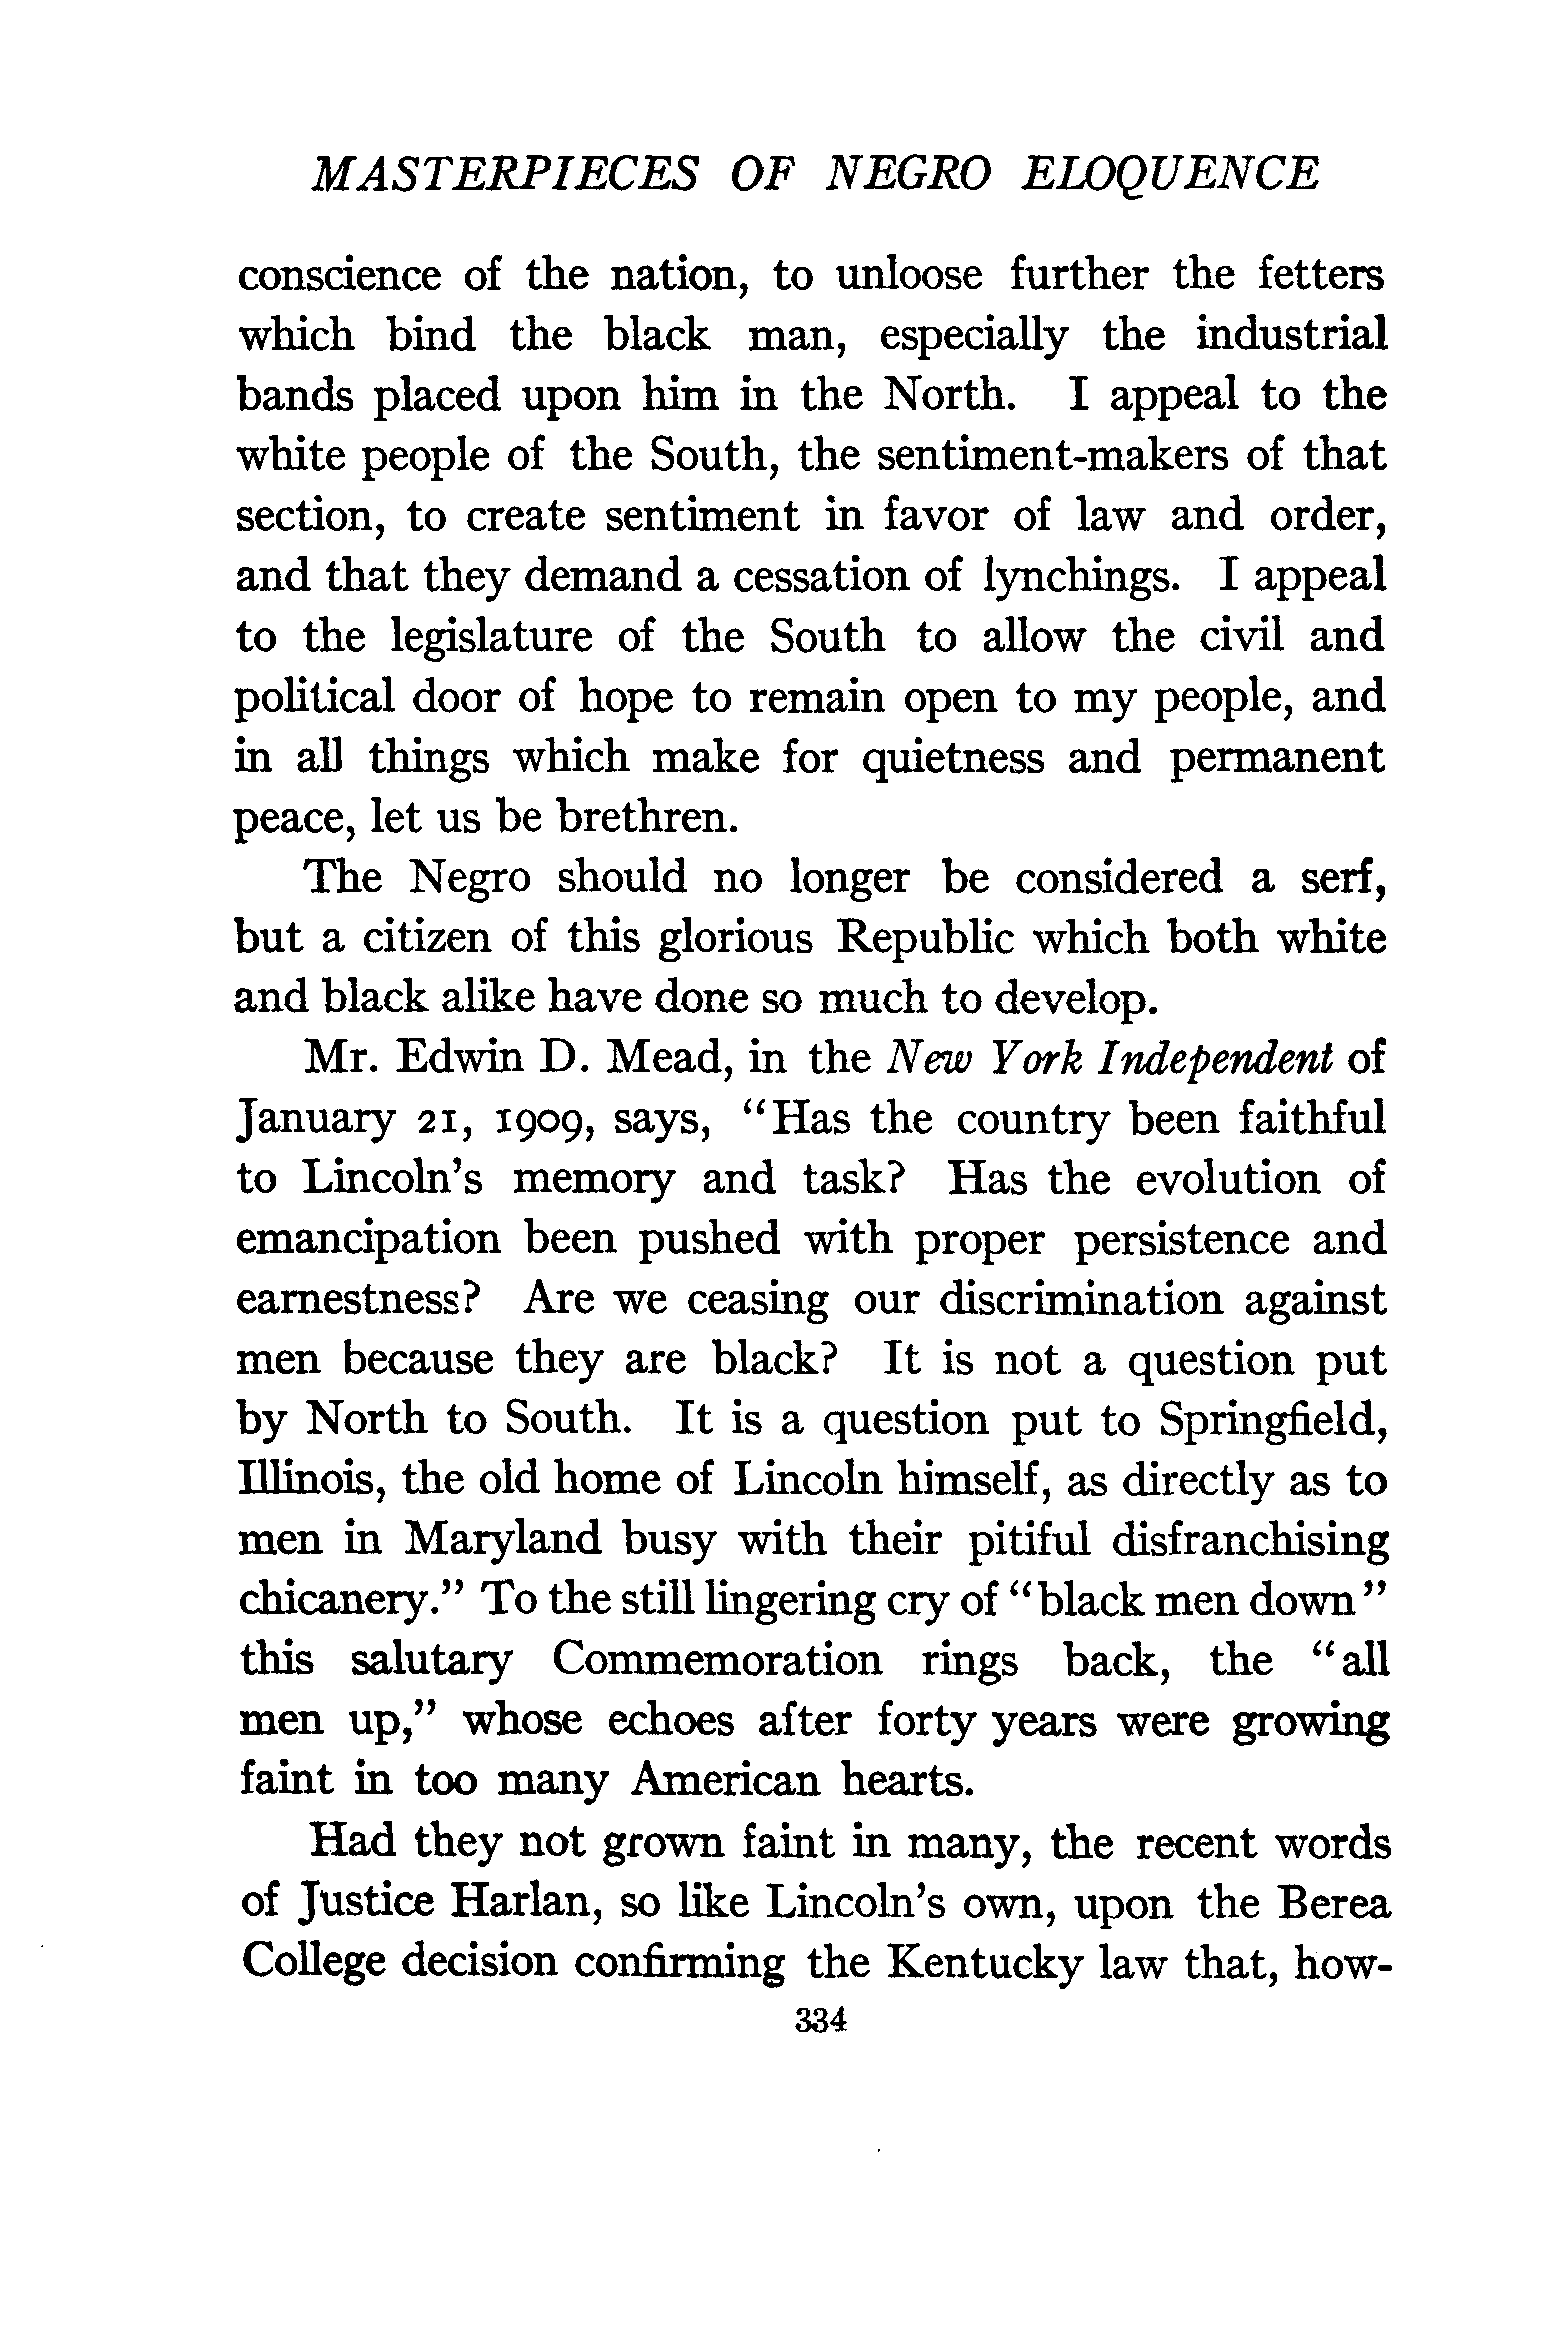 MASTERPIECES OF NEGRO ELOQUENCE
conscience of the nation, to unloose further the fetters
which bind the black man, especially the industrial
bands placed upon him in the North. I appeal to the
white people of the South, the sentiment-makers of that
section, to create sentiment in favor of law and order,
and that they demand a cessation of lynchings. I appeal
to the legislature of the South to allow the civil and
political door of hope to remain open to my people, and
in all things which make for quietness and permanent
peace, let us be brethren.
The Negro should no longer be considered a serf,
but a citizen of this glorious Republic which both white
and black alike have done so much to develop.
Mr. Edwin D. Mead, in the New York Independent of
January 21, 1909, says, "Has the country been faithful
to Lincoln's memory and task? Has the evolution of
emancipation been pushed with proper persistence and
earnestness? Are we ceasing our discrimination against
men because they are black? It is not a question put
by North to South. It is a question put to Springfield,
Illinois, the old home of Lincoln himself, as directly as to
men in Maryland busy with their pitiful disfranchising
chicanery." To the still lingering cry of "black men down"
this salutary Commemoration rings back, the "all
men up," whose echoes after forty years were growing
faint in too many American hearts.
Had they not grown faint in many, the recent words
of Justice Harlan, so like Lincoln's own, upon the Berea
College decision confirming the Kentucky law that, how-
334